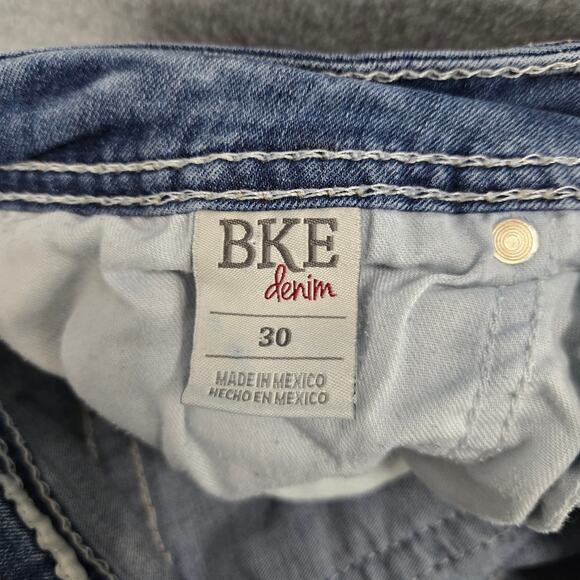 BKE
denim
30
MADE IN MEXICO
HECHO EN MEXICO